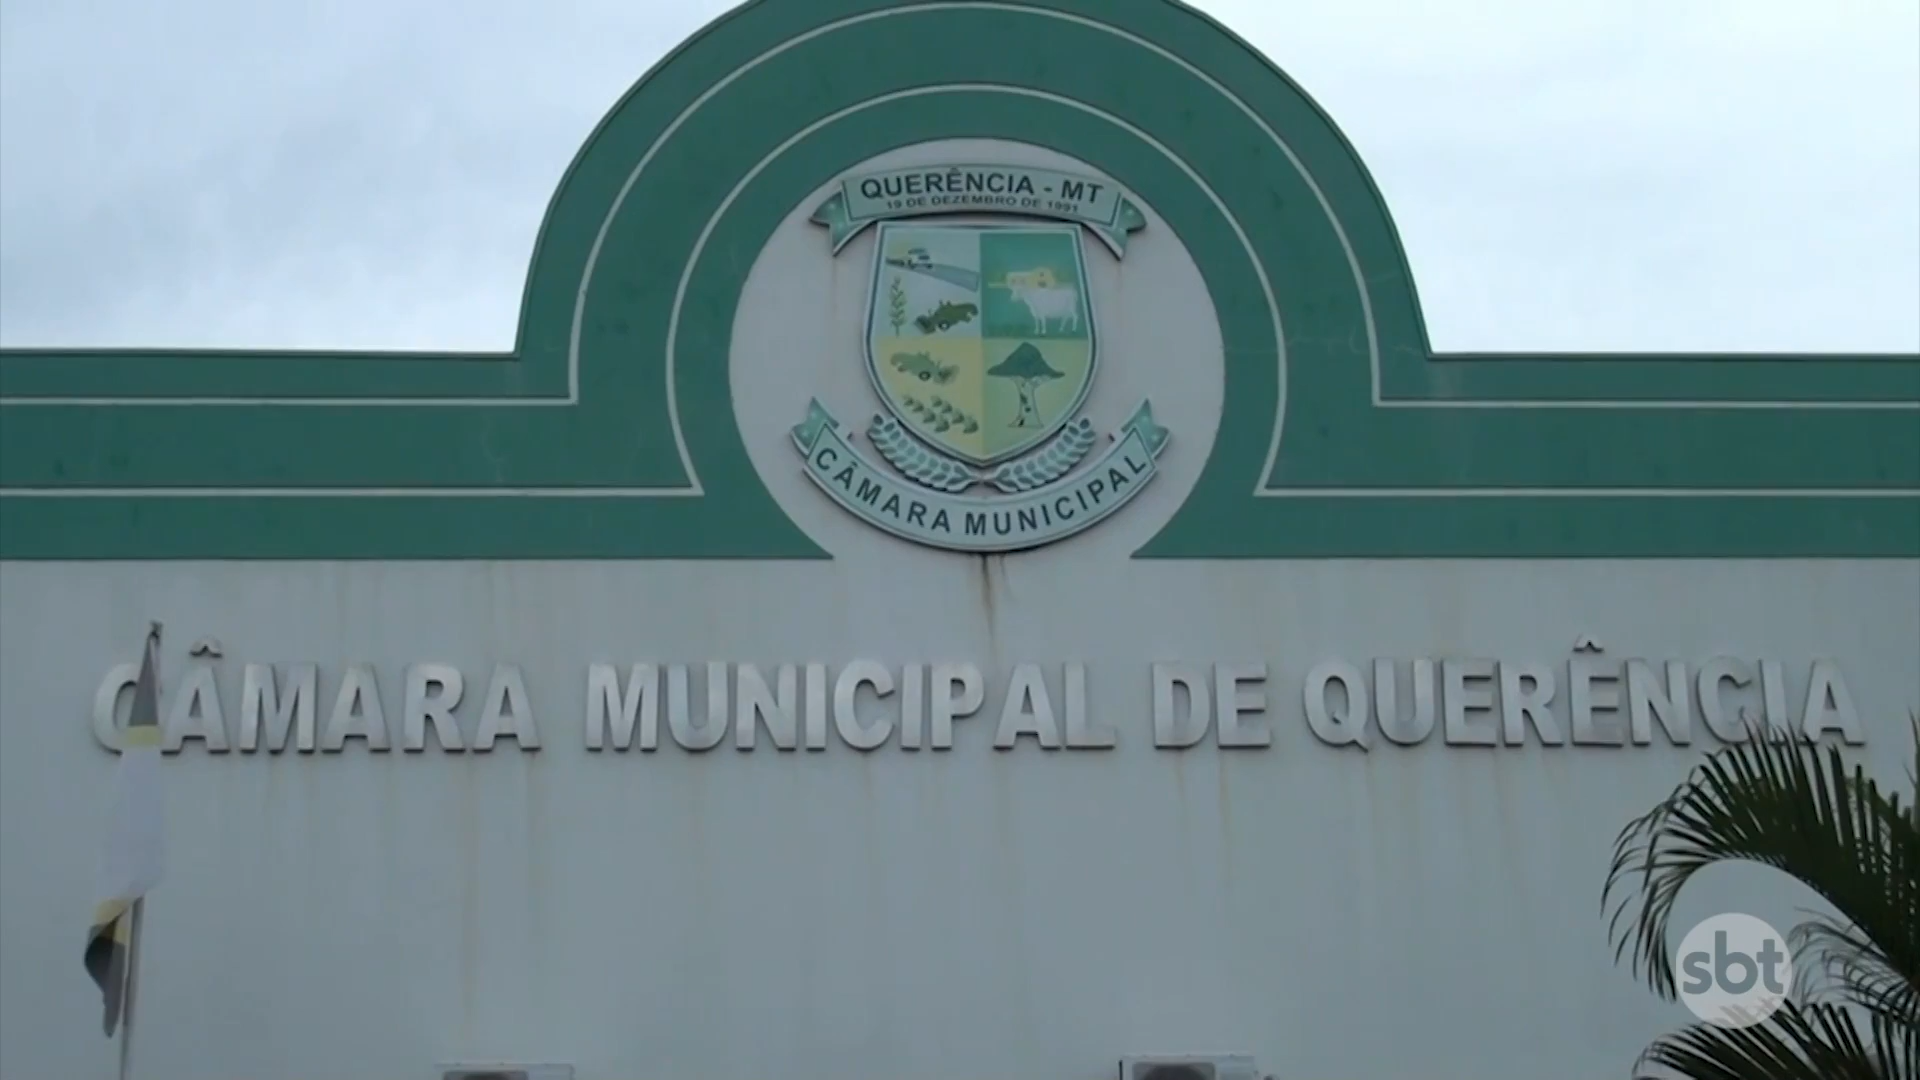 QUERÊNCIA - MT
19 DE DEZEMBRO DE 1991
CÂMARA MUNICIPAL
CÂMARA MUNICIPAL DE QUERÊNCIA
sbt